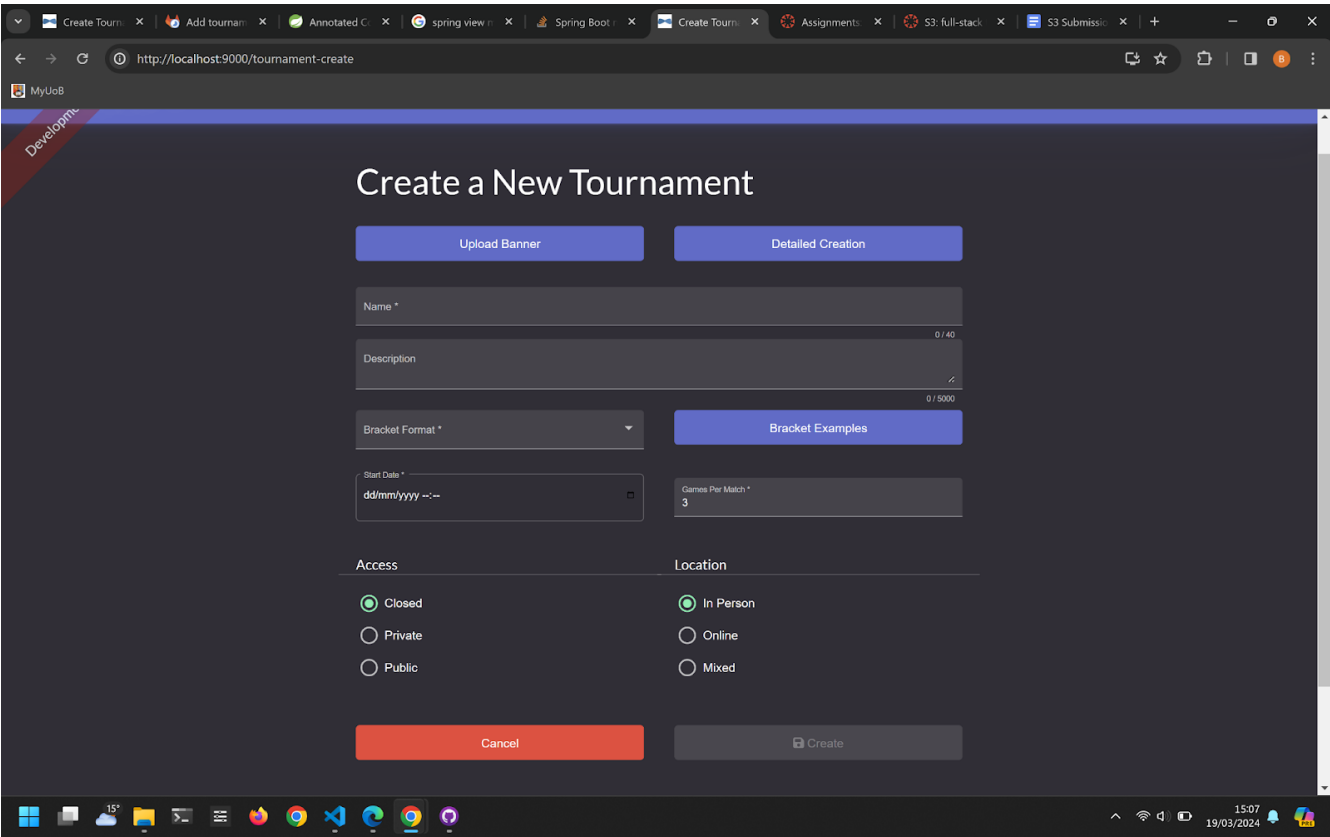 Create Tourn
Add tournam
Annotated Co
spring view r
Spring Boot r
Create Tourn
Assignments:
S3: full-stack
S3 Submissio
http://localhost:9000/tournament-create
B
MyUoB
Developme
Create a New Tournament
Upload Banner
Detailed Creation
Name *
0 / 40
Description
0 / 5000
Bracket Format *
Bracket Examples
Start Date *
dd/mm/yyyy --:--
Games Per Match *
3
Access
Location
Closed
In Person
Private
Online
Public
Mixed
Cancel
Create
15°
15:07
19/03/2024
PRE